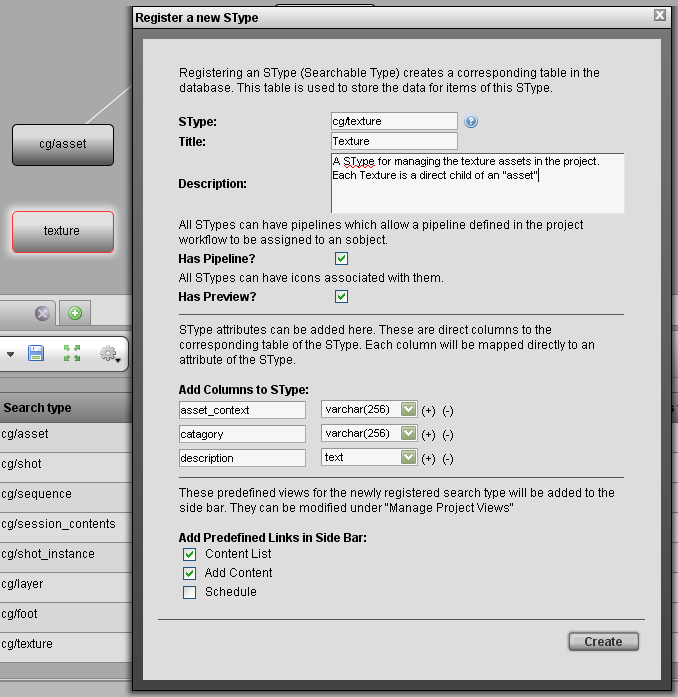 Register a new SType
Registering an SType (Searchable Type) creates a corresponding table in the
database. This table is used to store the data for items of this SType.
SType: cg/texture
Title: Texture
Description:
A SType for managing the texture assets in the project.
Each Texture is a direct child of an "asset"
All STypes can have pipelines which allow a pipeline defined in the project
workflow to be assigned to an sobject.
Has Pipeline?
All STypes can have icons associated with them.
Has Preview?
SType attributes can be added here. These are direct columns to the
corresponding table of the SType. Each column will be mapped directly to an
attribute of the SType.
Add Columns to SType:
asset_context varchar(256) (+) (-)
catagory varchar(256) (+) (-)
description text (+) (-)
These predefined views for the newly registered search type will be added to the
side bar. They can be modified under "Manage Project Views"
Add Predefined Links in Side Bar:
Content List
Add Content
Schedule
Create
cg/asset
texture
Search type
cg/asset
cg/shot
cg/sequence
cg/session_contents
cg/shot_instance
cg/layer
cg/foot
cg/texture